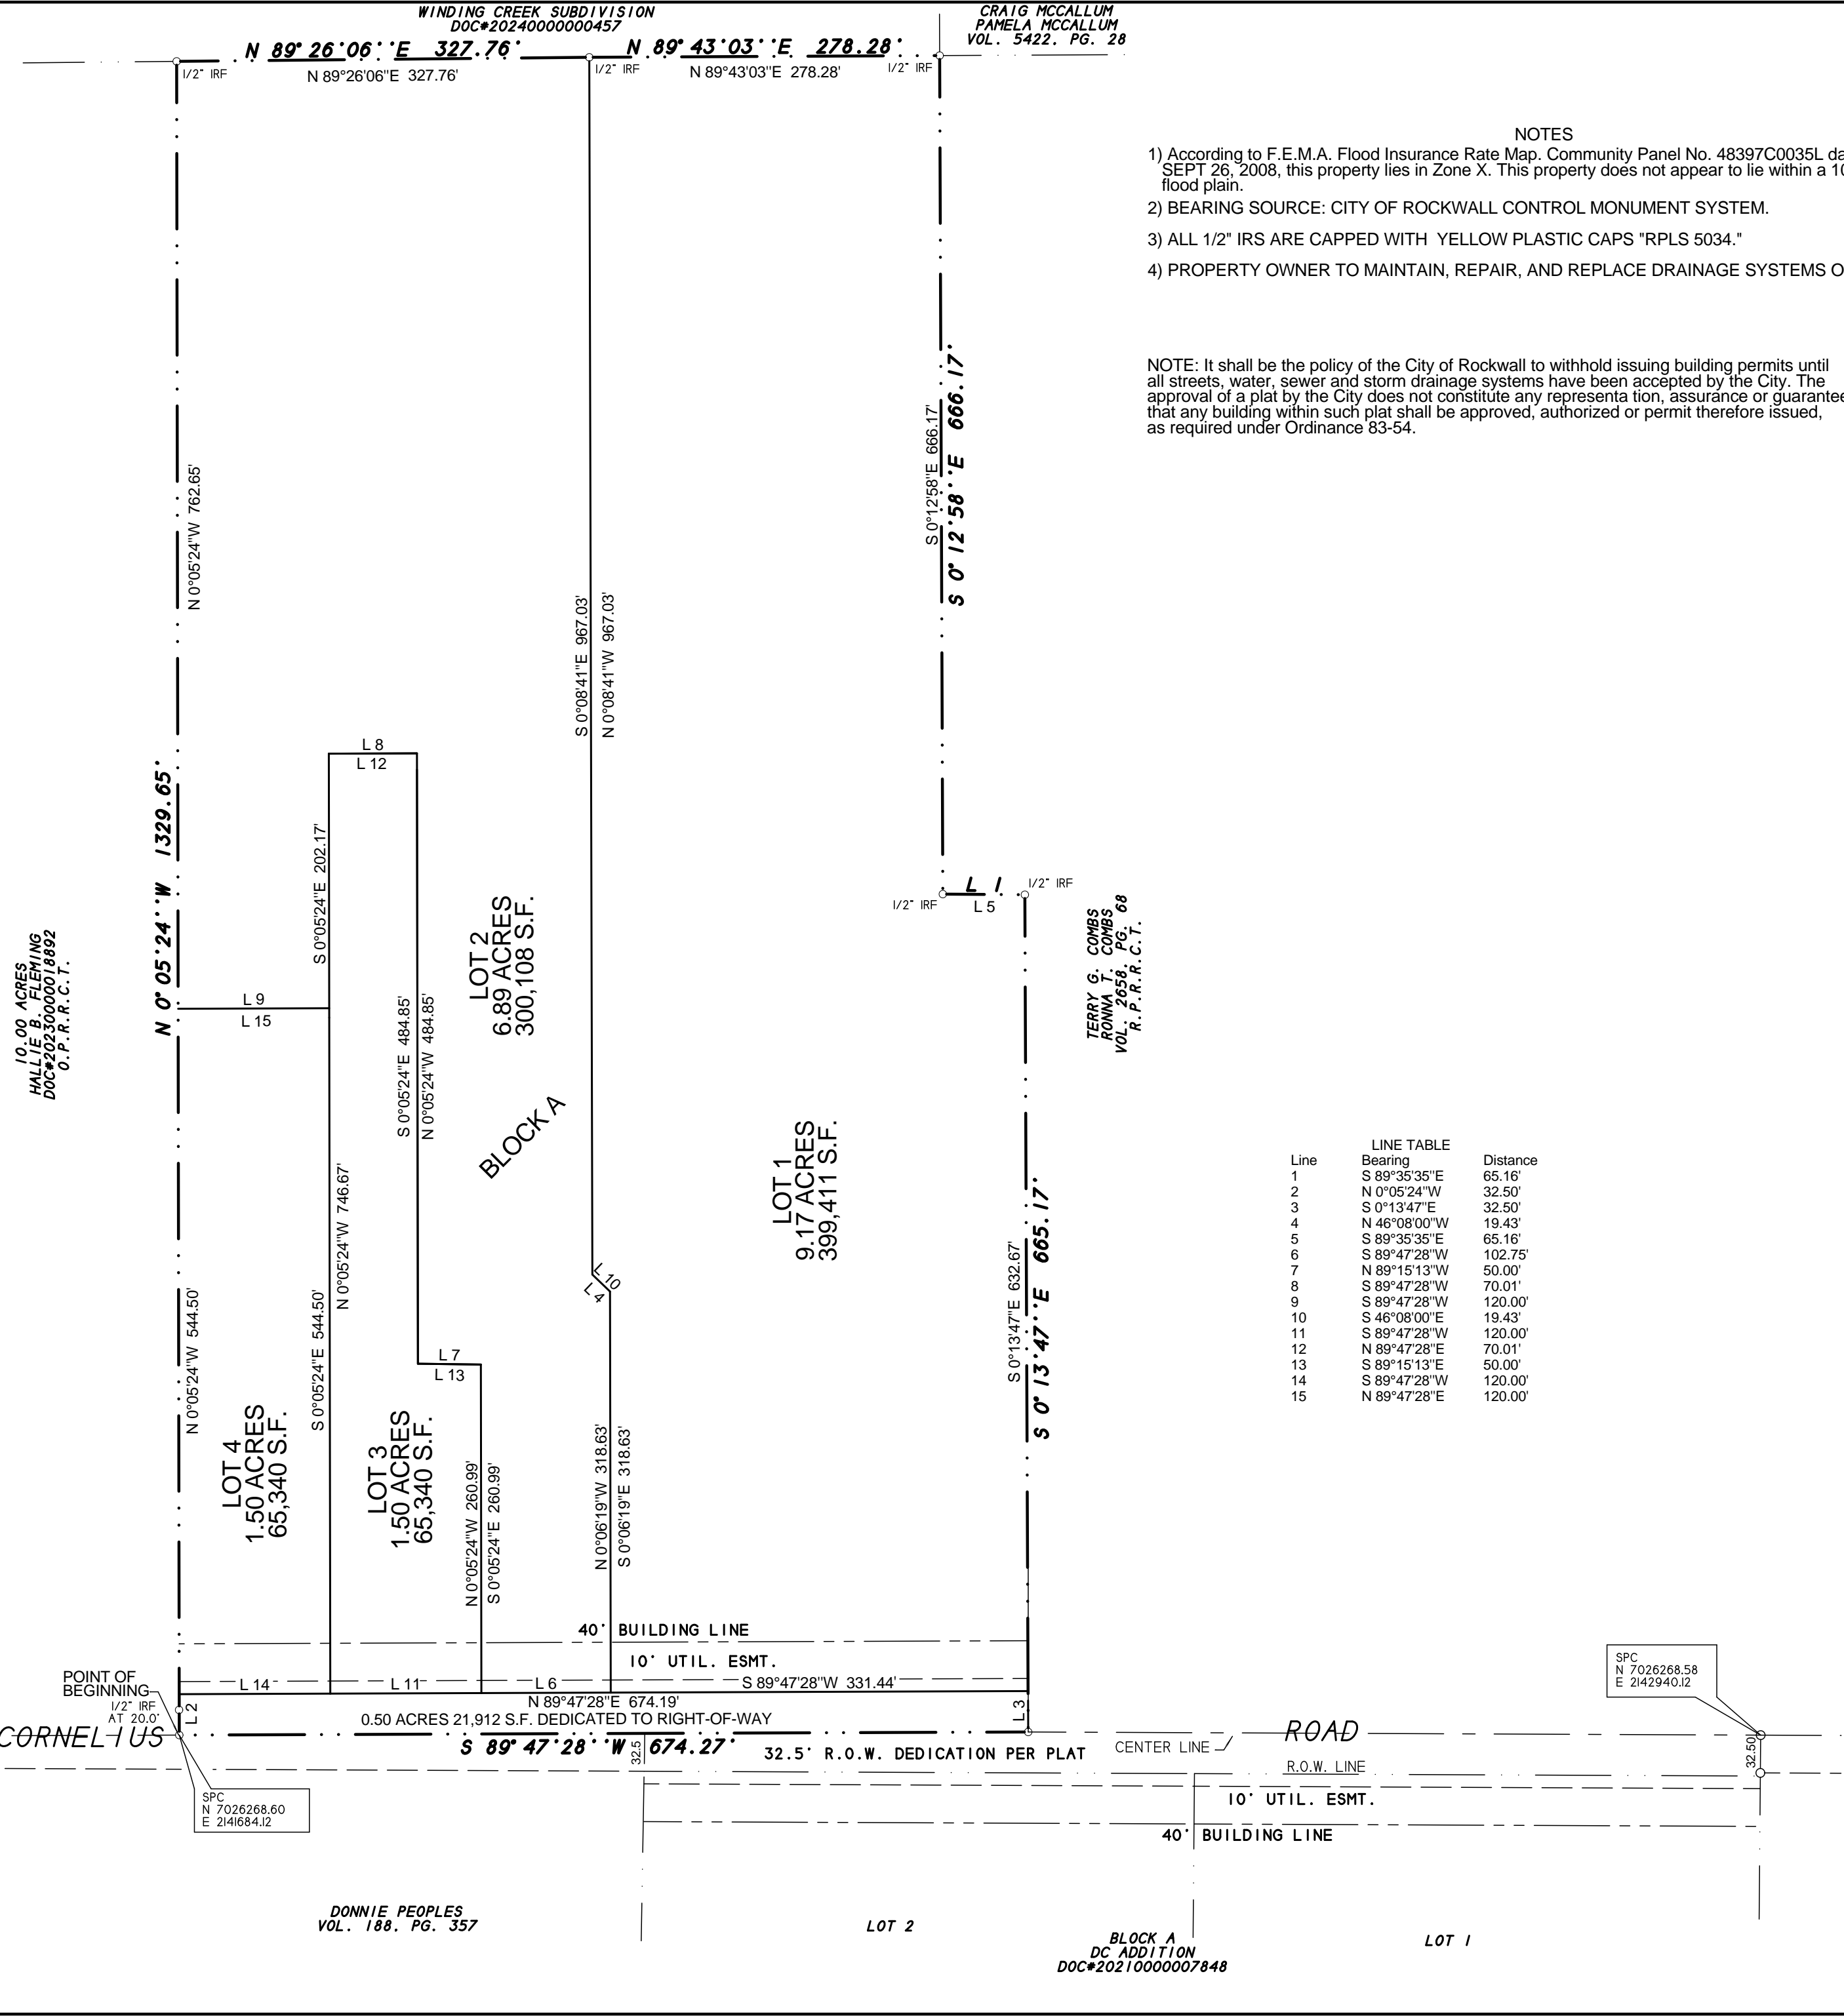 WINDING CREEK SUBDIVISION
DOC#20240000000457
CRAIG MCCALLUM
PAMELA MCCALLUM
VOL. 5422. PG. 28
N 89° 26'06''E 327.76'
N 89° 43'03''E 278.28'
1/2" IRF
N 89°26'06"E 327.76'
1/2" IRF
N 89°43'03"E 278.28'
1/2" IRF
NOTES
1) According to F.E.M.A. Flood Insurance Rate Map. Community Panel No. 48397C0035L da
SEPT 26, 2008, this property lies in Zone X. This property does not appear to lie within a 10
flood plain.
2) BEARING SOURCE: CITY OF ROCKWALL CONTROL MONUMENT SYSTEM.
3) ALL 1/2" IRS ARE CAPPED WITH YELLOW PLASTIC CAPS "RPLS 5034."
4) PROPERTY OWNER TO MAINTAIN, REPAIR, AND REPLACE DRAINAGE SYSTEMS O
NOTE: It shall be the policy of the City of Rockwall to withhold issuing building permits until
all streets, water, sewer and storm drainage systems have been accepted by the City. The
approval of a plat by the City does not constitute any representa tion, assurance or guarantee
that any building within such plat shall be approved, authorized or permit therefore issued,
as required under Ordinance 83-54.
N 0°05'24"W 762.65'
S 0°12'58"E 666.17'
S 0° 12'58''E 666.17'
S 0°08'41"E 967.03'
N 0°08'41"W 967.03'
L 8
L 12
N 0° 05'24''W 1329.65'
S 0°05'24"E 202.17'
L 1
1/2" IRF
1/2" IRF
L 5
10.00 ACRES
HALLIE B. FLEMING
DOC#20230000018892
O.P.R.R.C.T.
LOT 2
6.89 ACRES
300,108 S.F.
TERRY G. COMBS
RONNA T. COMBS
VOL. 2658. PG. 68
R.P.R.R.C.T.
L 9
L 15
S 0°05'24"E 484.85'
N 0°05'24"W 484.85'
BLOCK A
LOT 1
9.17 ACRES
399,411 S.F.
LINE TABLE
Line Bearing Distance
1 S 89°35'35"E 65.16'
2 N 0°05'24"W 32.50'
3 S 0°13'47"E 32.50'
4 N 46°08'00"W 19.43'
5 S 89°35'35"E 65.16'
6 S 89°47'28"W 102.75'
7 N 89°15'13"W 50.00'
8 S 89°47'28"W 70.01'
9 S 89°47'28"W 120.00'
10 S 46°08'00"E 19.43'
11 S 89°47'28"W 120.00'
12 N 89°47'28"E 70.01'
13 S 89°15'13"E 50.00'
14 S 89°47'28"W 120.00'
15 N 89°47'28"E 120.00'
N 0°05'24"W 746.67'
L 10
L 4
S 0°13'47"E 632.67'
S 0° 13'47''E 665.17'
N 0°05'24"W 544.50'
S 0°05'24"E 544.50'
L 7
L 13
LOT 4
1.50 ACRES
65,340 S.F.
LOT 3
1.50 ACRES
65,340 S.F.
N 0°05'24"W 260.99'
S 0°05'24"E 260.99'
N 0°06'19"W 318.63'
S 0°06'19"E 318.63'
40' BUILDING LINE
10' UTIL. ESMT.
L 14
L 11
L 6
S 89°47'28"W 331.44'
POINT OF
BEGINNING
1/2" IRF
AT 20.0'
L 2
N 89°47'28"E 674.19'
L 3
0.50 ACRES 21,912 S.F. DEDICATED TO RIGHT-OF-WAY
SPC
N 7026268.58
E 2142940.12
CORNELIUS
ROAD
S 89° 47'28''W 674.27'
32.5
32.5' R.O.W. DEDICATION PER PLAT
CENTER LINE
R.O.W. LINE
32.50
SPC
N 7026268.60
E 2141684.12
10' UTIL. ESMT.
40' BUILDING LINE
DONNIE PEOPLES
VOL. 188. PG. 357
LOT 2
BLOCK A
DC ADDITION
DOC#20210000007848
LOT 1